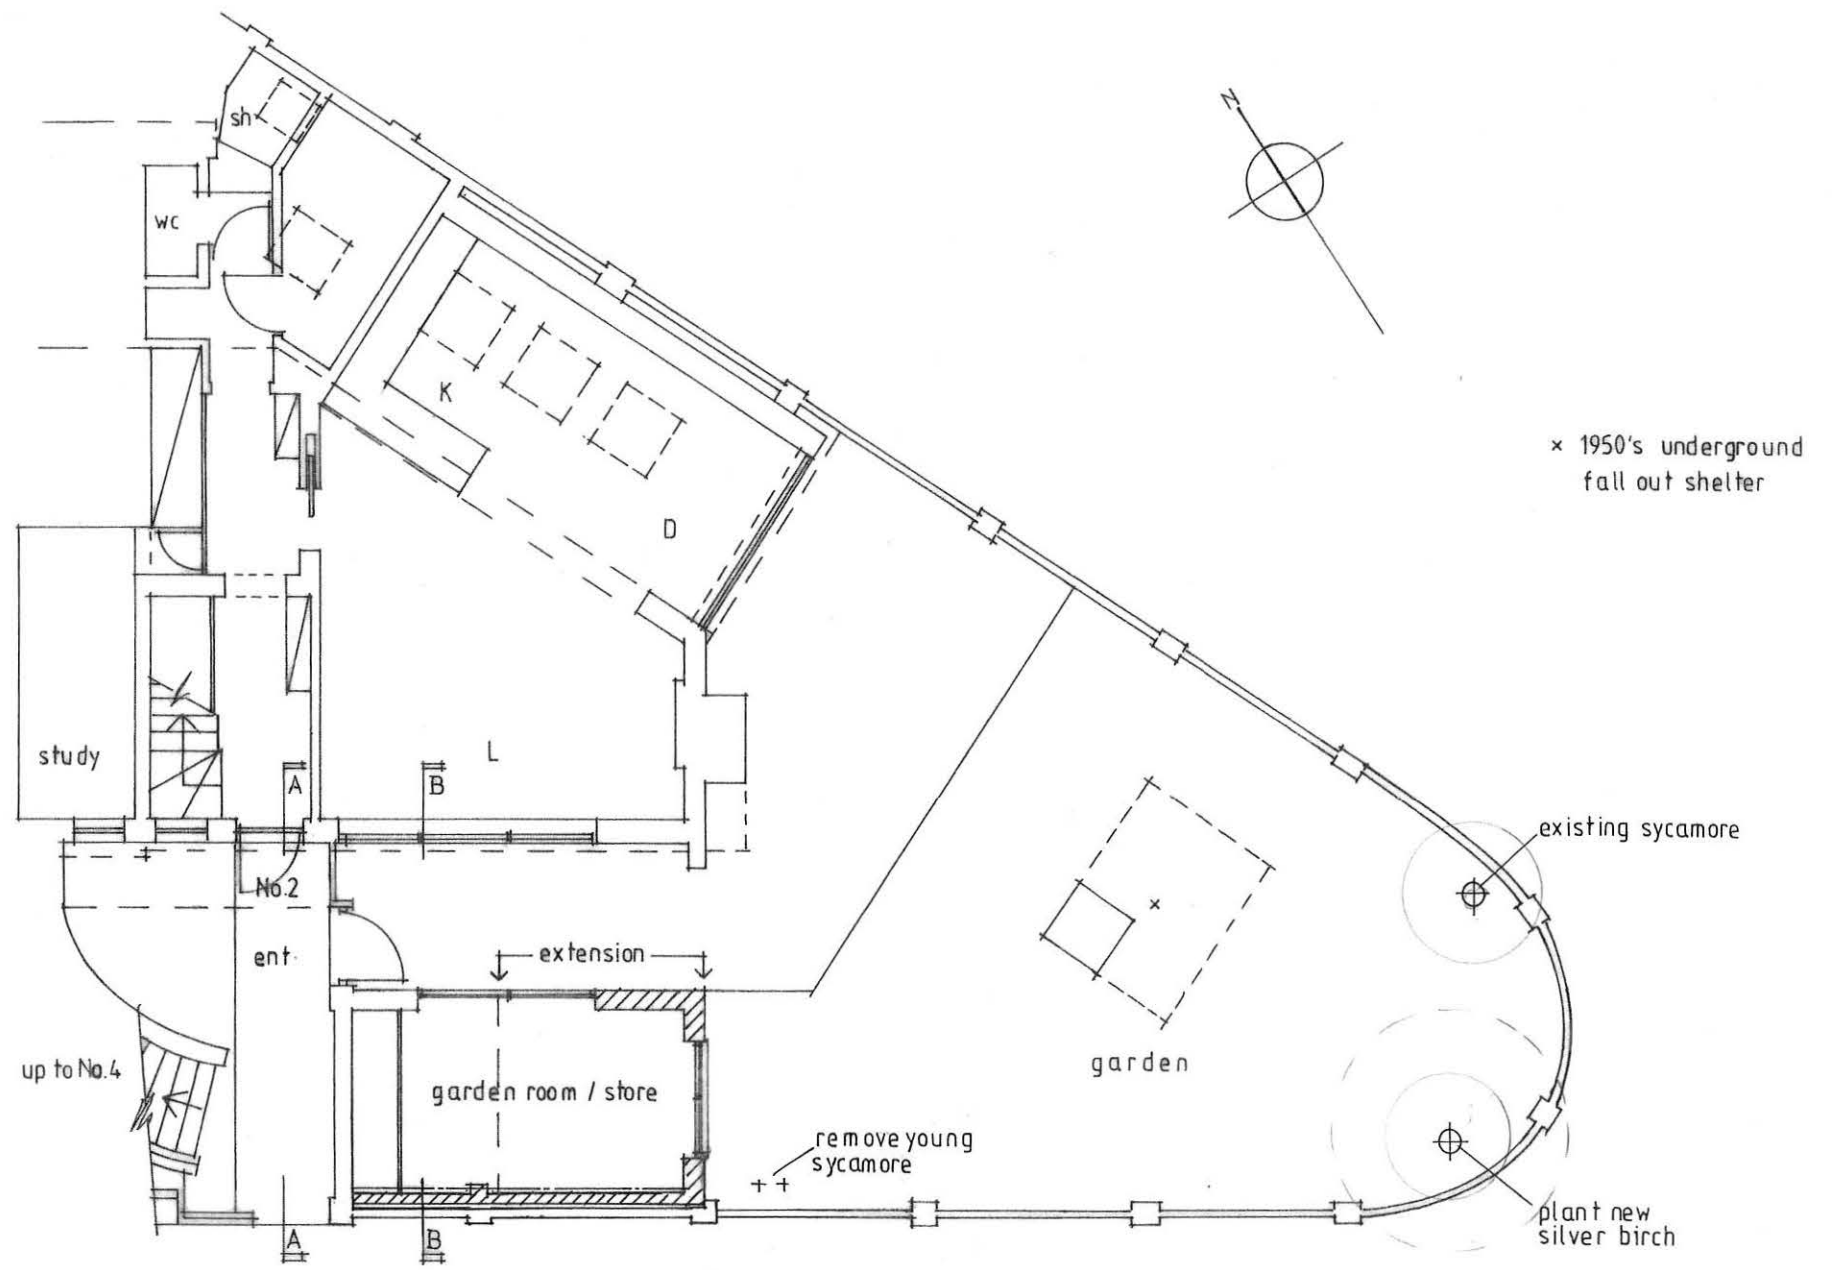 N
sh
wc
K
× 1950's underground
fall out shelter
D
study
L
A
B
existing sycamore
No.2
ent.
extension
up to No.4
garden room / store
garden
remove young
sycamore
plant new
silver birch
A
B